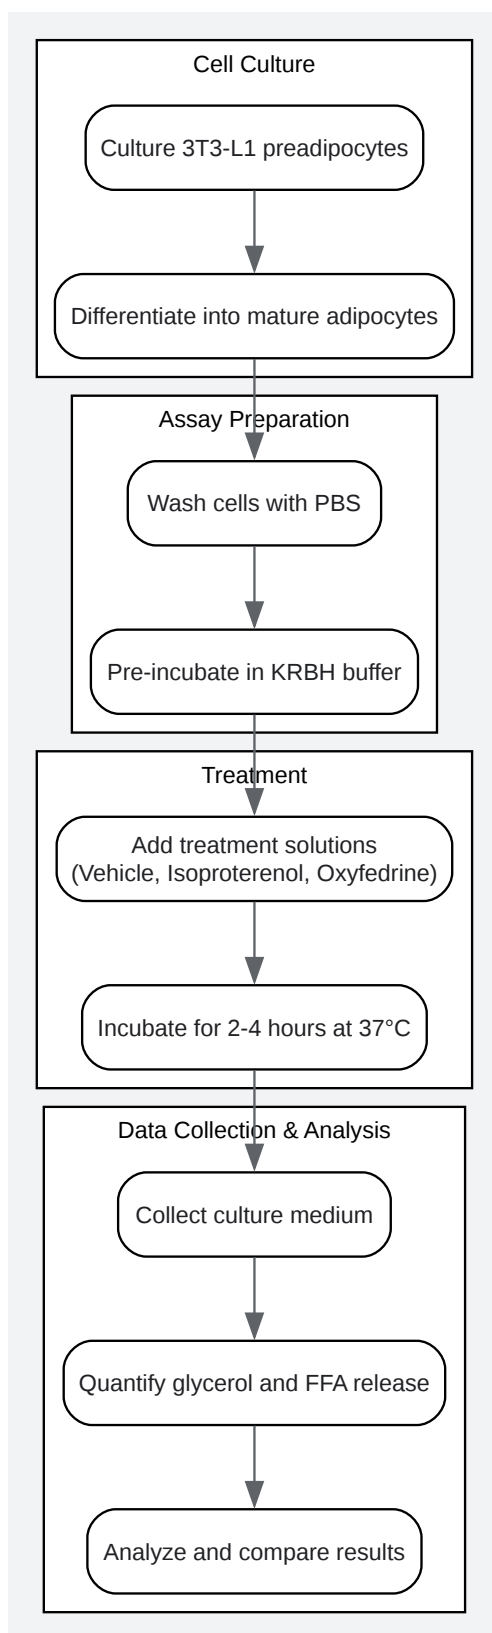 Cell Culture
Culture 3T3-L1 preadipocytes
Differentiate into mature adipocytes
Assay Preparation
Wash cells with PBS
Pre-incubate in KRBH buffer
Treatment
Add treatment solutions
(Vehicle, Isoproterenol, Oxyfedrine)
Incubate for 2-4 hours at 37°C
Data Collection & Analysis
Collect culture medium
Quantify glycerol and FFA release
Analyze and compare results